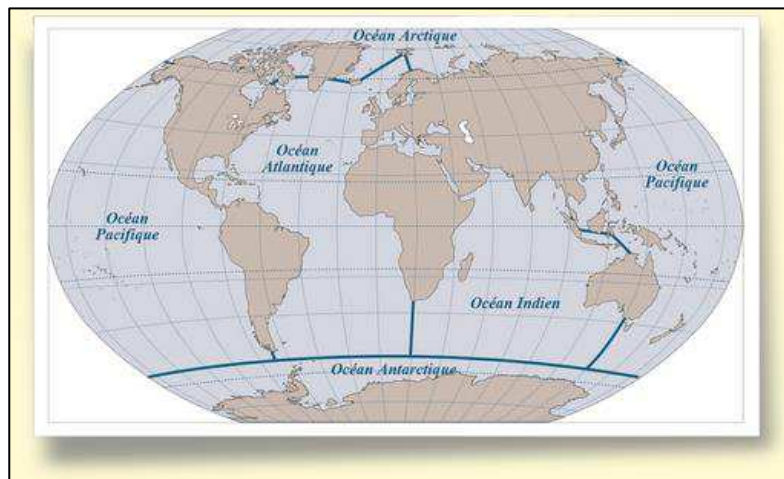 Océan Arctique
Océan
Atlantique
Océan
Pacifique
Océan
Pacifique
Océan Indien
Océan Antarctique